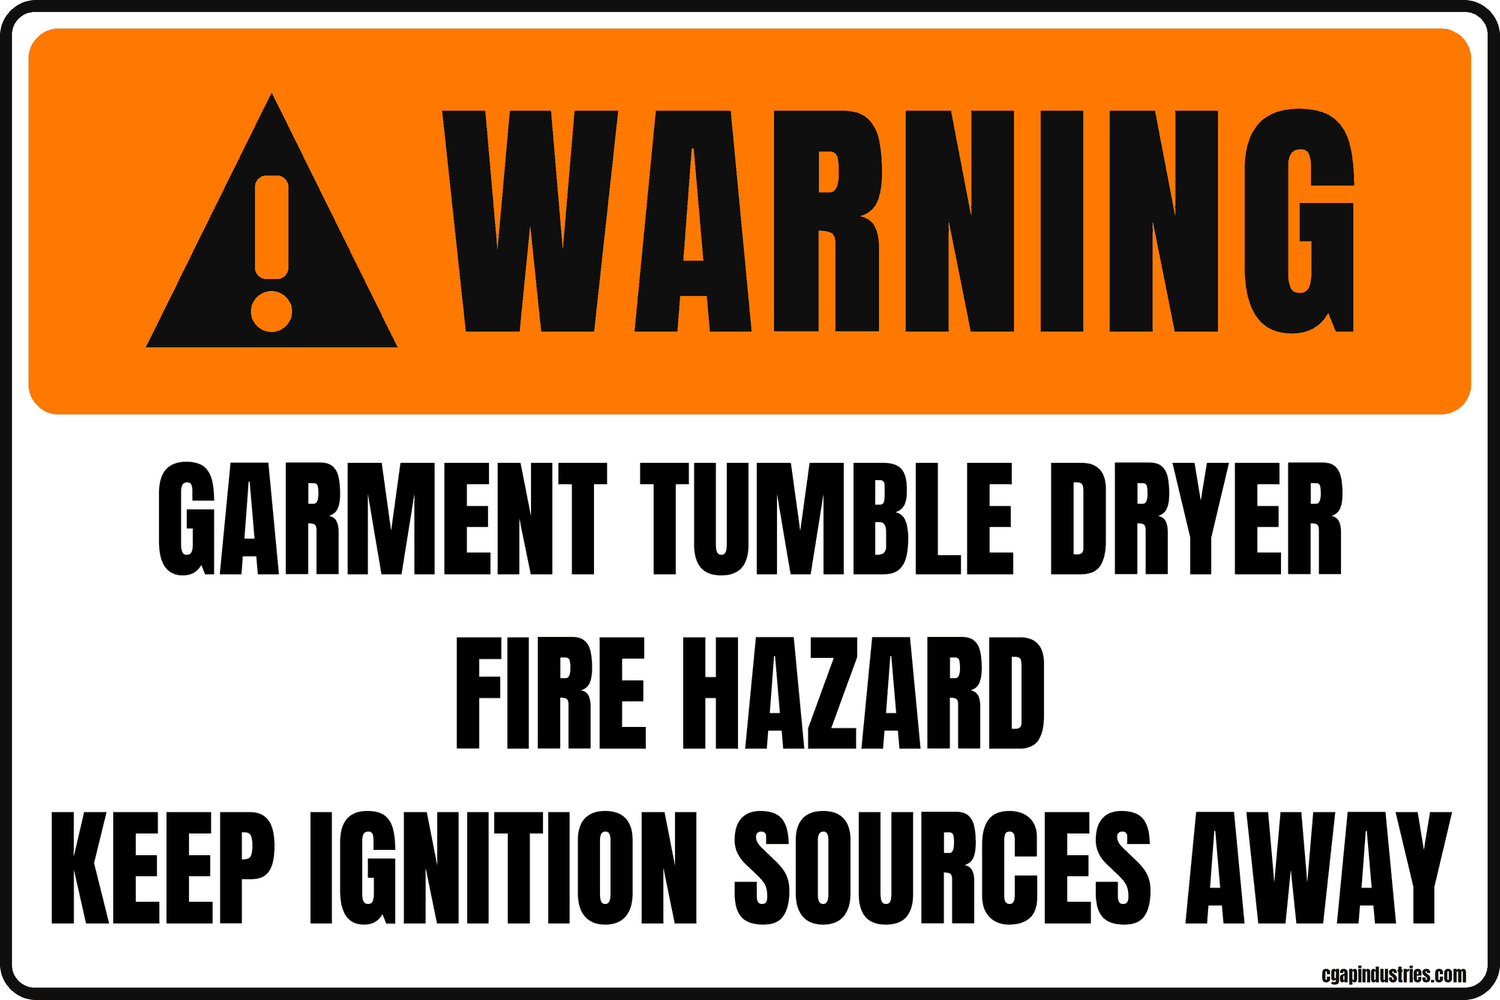 WARNING
GARMENT TUMBLE DRYER
FIRE HAZARD
KEEP IGNITION SOURCES AWAY
cgapindustries.com